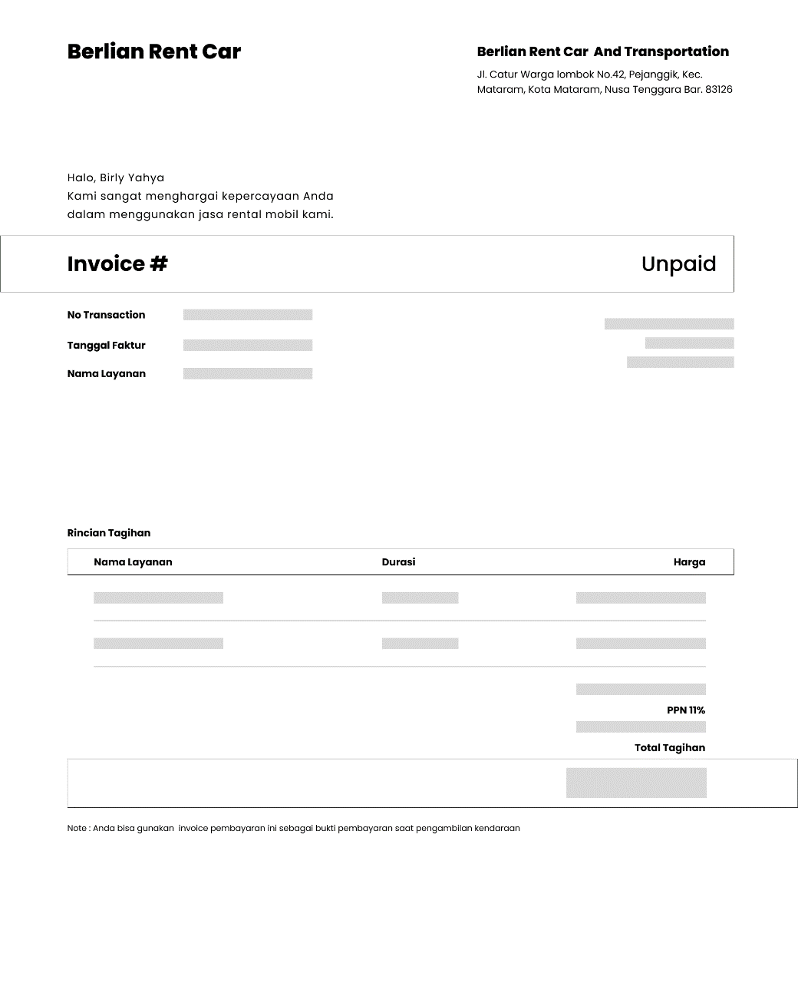 Berlian Rent Car
Berlian Rent Car And Transportation
Jl. Catur Warga lombok No.42, Pejanggik, Kec.
Mataram, Kota Mataram, Nusa Tenggara Bar. 83126
Halo, Birly Yahya
Kami sangat menghargai kepercayaan Anda
dalam menggunakan jasa rental mobil kami.
Invoice #
Unpaid
No Transaction
Tanggal Faktur
Nama Layanan
Rincian Tagihan
Nama Layanan Durasi Harga
PPN 11%
Total Tagihan
Note : Anda bisa gunakan invoice pembayaran ini sebagai bukti pembayaran saat pengambilan kendaraan